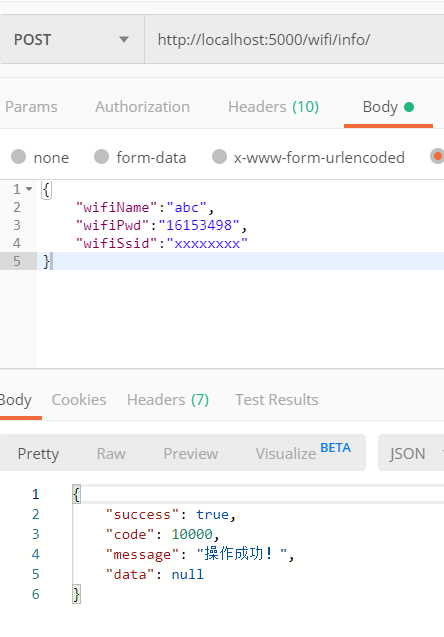 POST http://localhost:5000/wifi/info/
Params Authorization Headers (10) Body
none form-data x-www-form-urlencoded
1 {
2 "wifiName":"abc",
3 "wifiPwd":"16153498",
4 "wifiSsid":"xxxxxxxx"
5 }
Body Cookies Headers (7) Test Results
Pretty Raw Preview Visualize BETA JSON
1 {
2 "success": true,
3 "code": 10000,
4 "message": "操作成功！",
5 "data": null
6 }